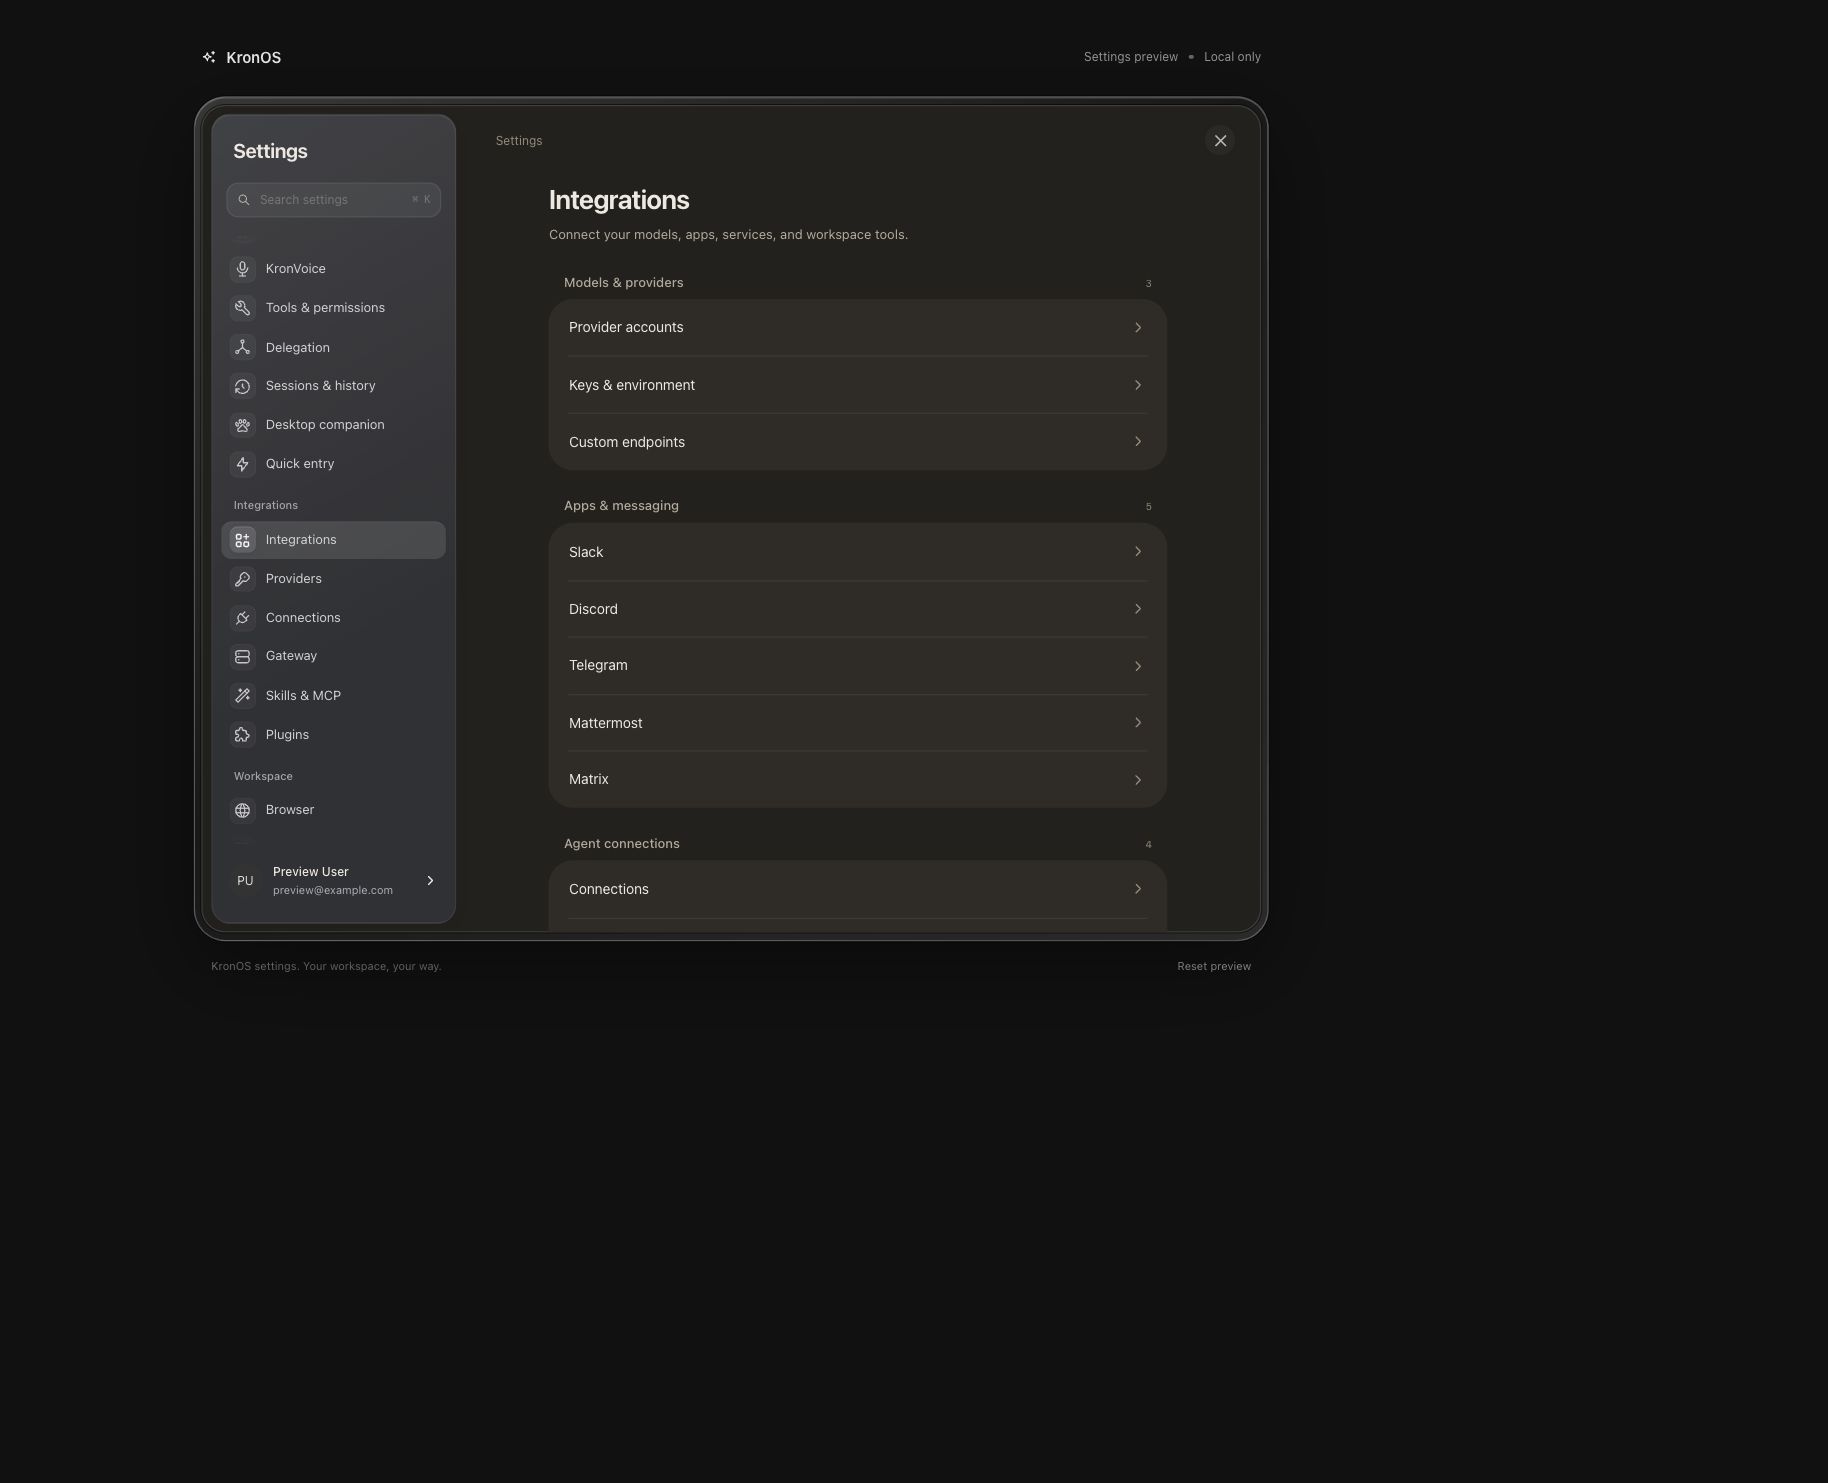 KronOS
Settings preview • Local only
Settings
Search settings ⌘ K
KronVoice
Tools & permissions
Delegation
Sessions & history
Desktop companion
Quick entry
Integrations
Integrations
Providers
Connections
Gateway
Skills & MCP
Plugins
Workspace
Browser
PU
Preview User
preview@example.com
Settings
Integrations
Connect your models, apps, services, and workspace tools.
Models & providers 3
Provider accounts
Keys & environment
Custom endpoints
Apps & messaging 5
Slack
Discord
Telegram
Mattermost
Matrix
Agent connections 4
Connections
KronOS settings. Your workspace, your way.
Reset preview